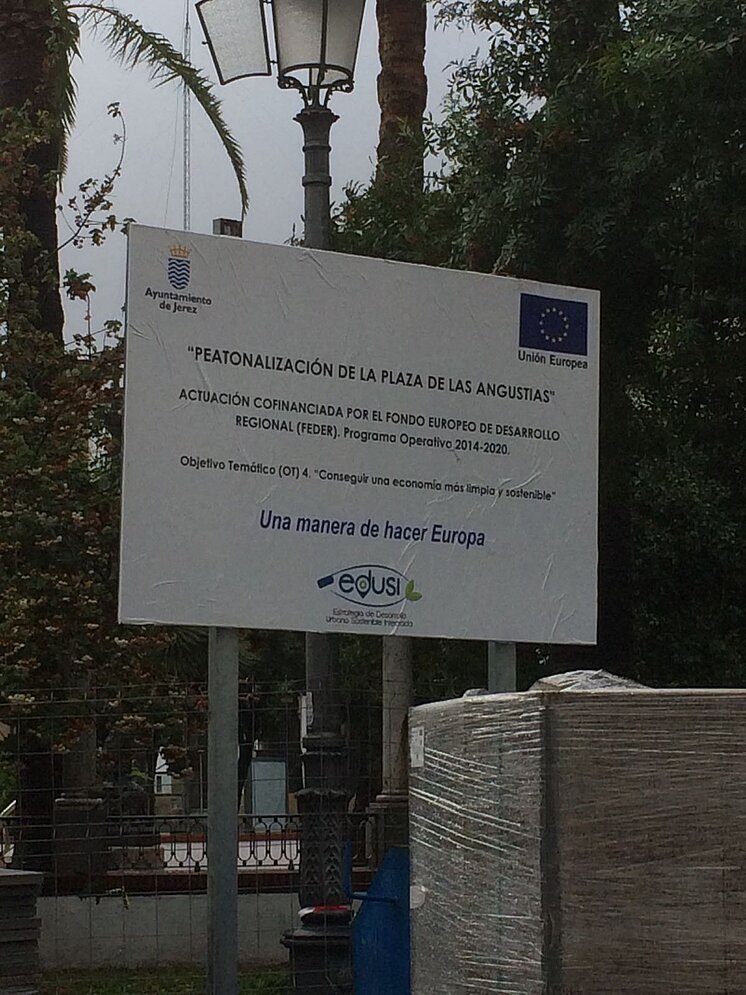 Ayuntamiento
de Jerez
Unión Europea
"PEATONALIZACIÓN DE LA PLAZA DE LAS ANGUSTIAS"
ACTUACIÓN COFINANCIADA POR EL FONDO EUROPEO DE DESARROLLO
REGIONAL (FEDER). Programa Operativo 2014-2020.
Objetivo Temático (OT) 4. "Conseguir una economía más limpia y sostenible"
Una manera de hacer Europa
edusi
Estrategia de Desarrollo
Urbano Sostenible Integrada